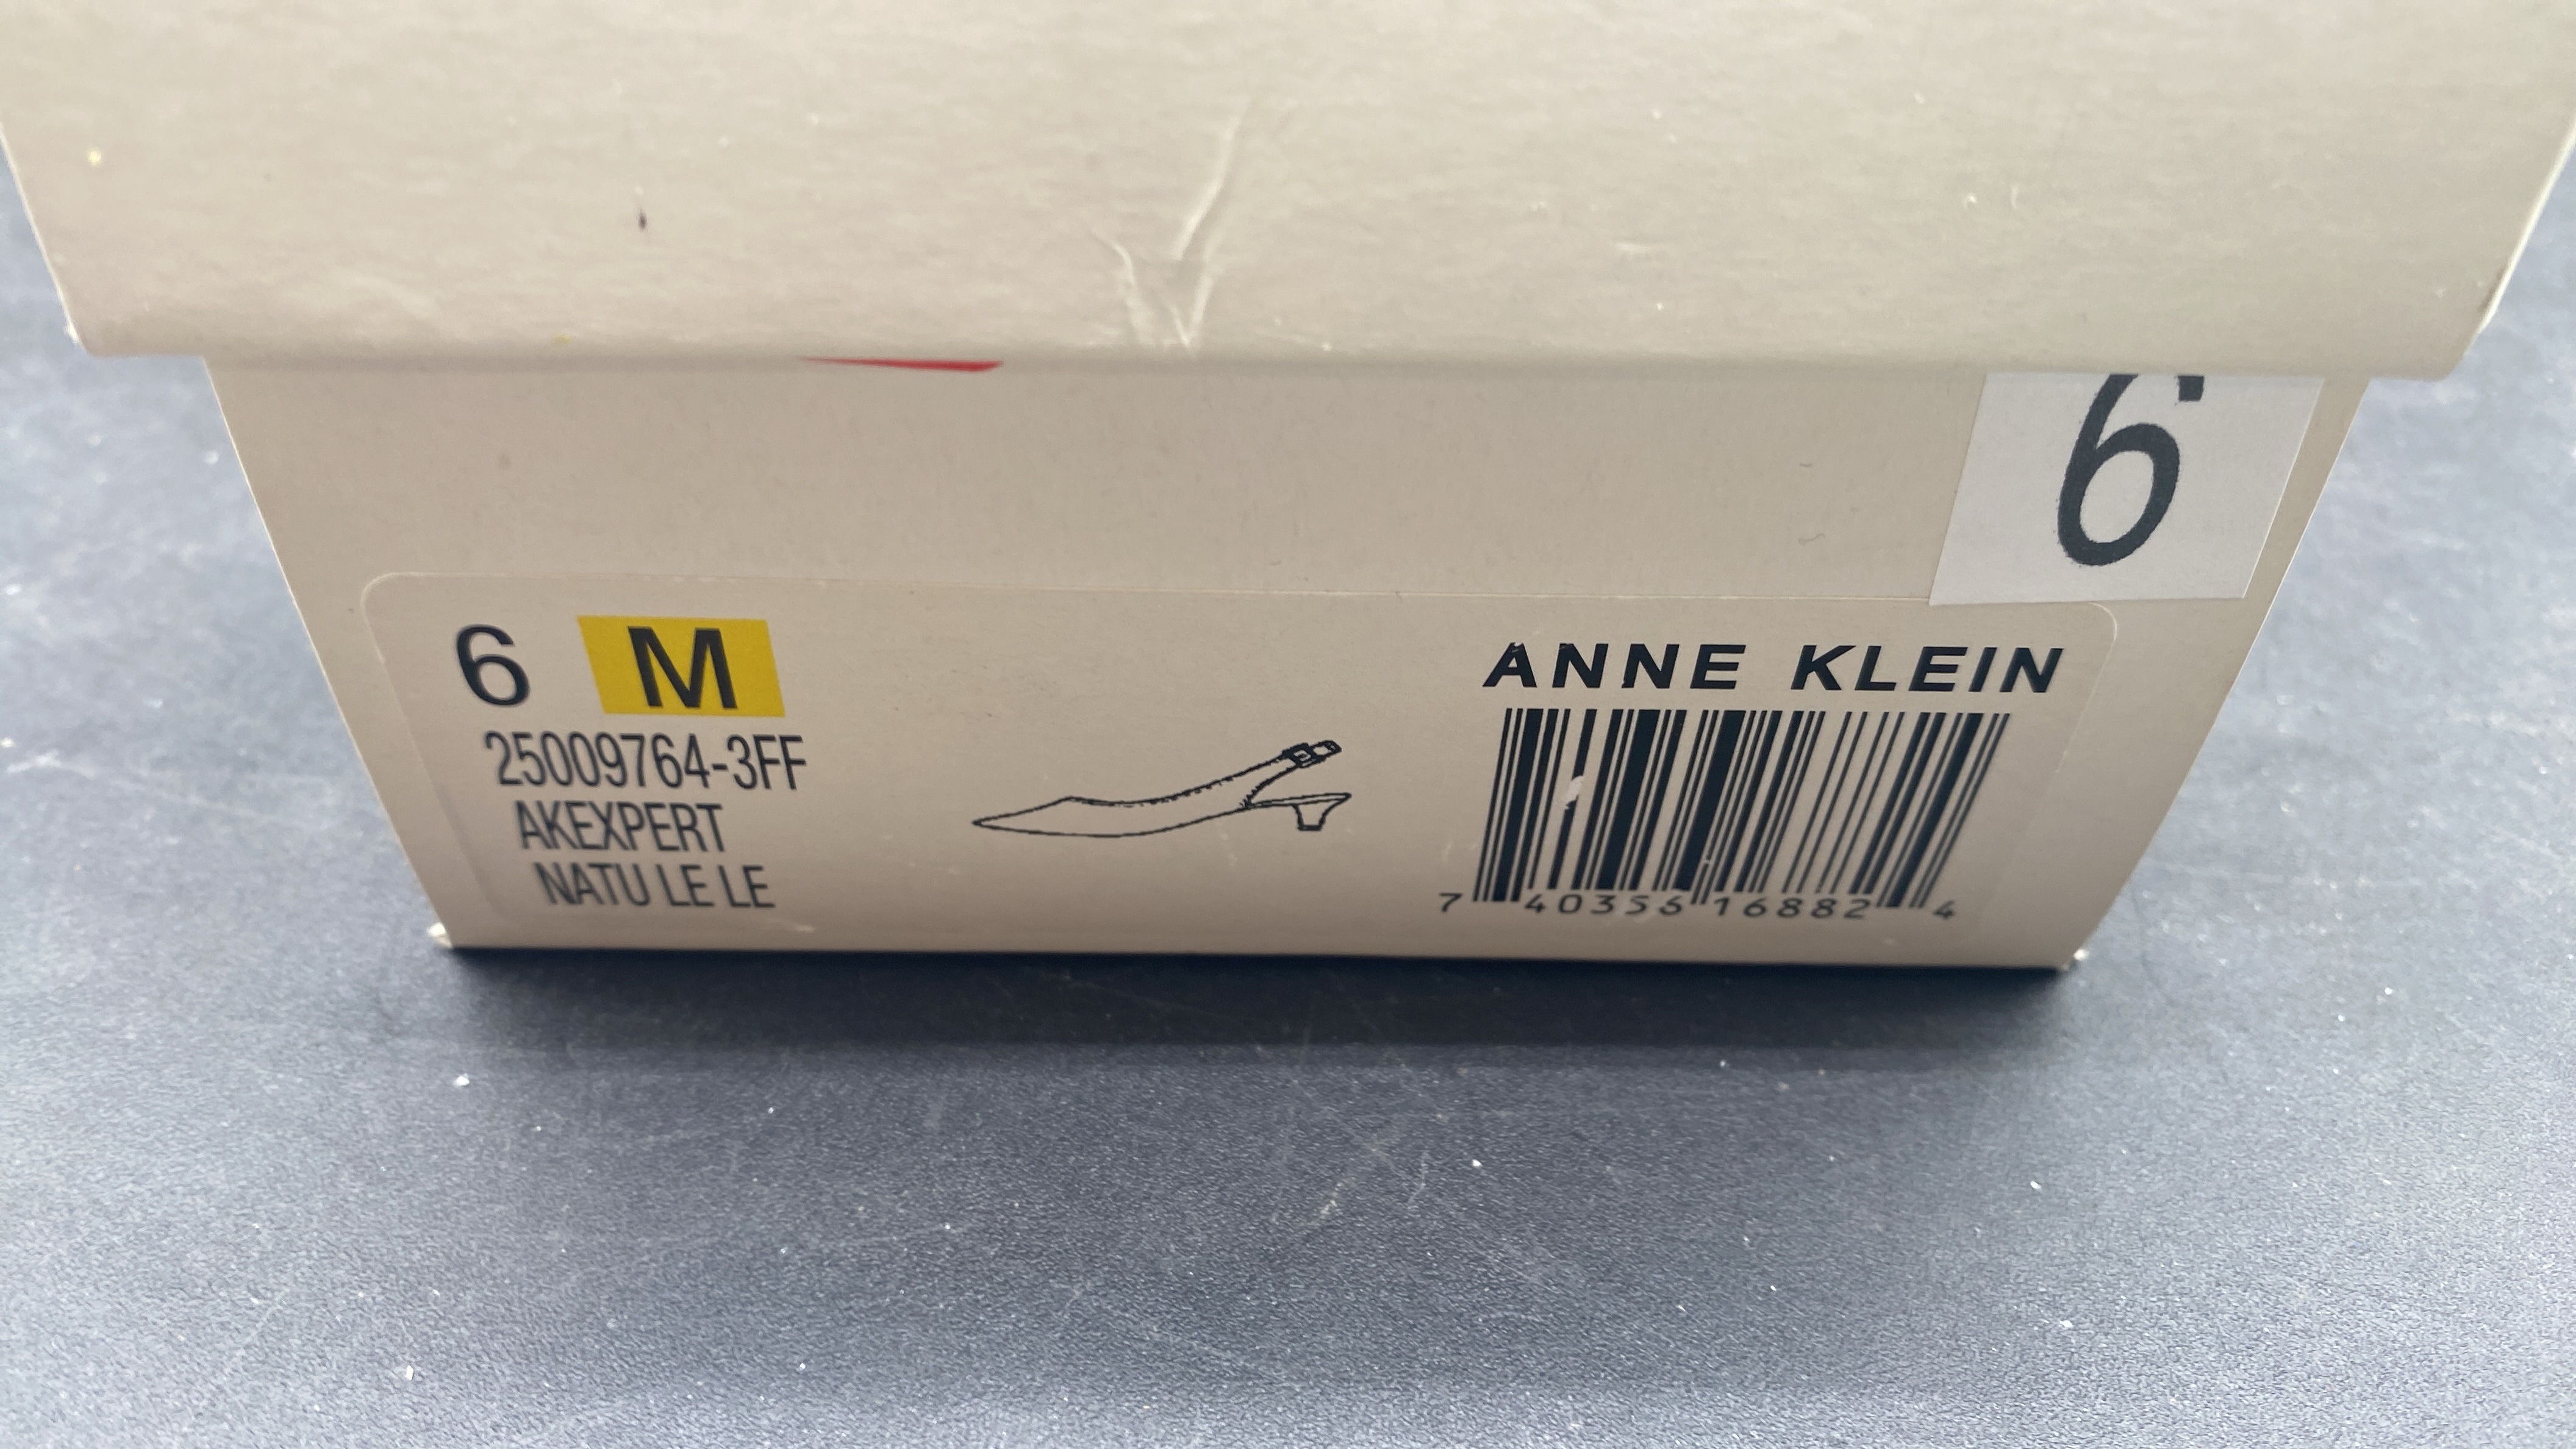 6
6 M
25009764-3FF
AKEXPERT
NATU LE LE
ANNE KLEIN
7 40356 16882 4